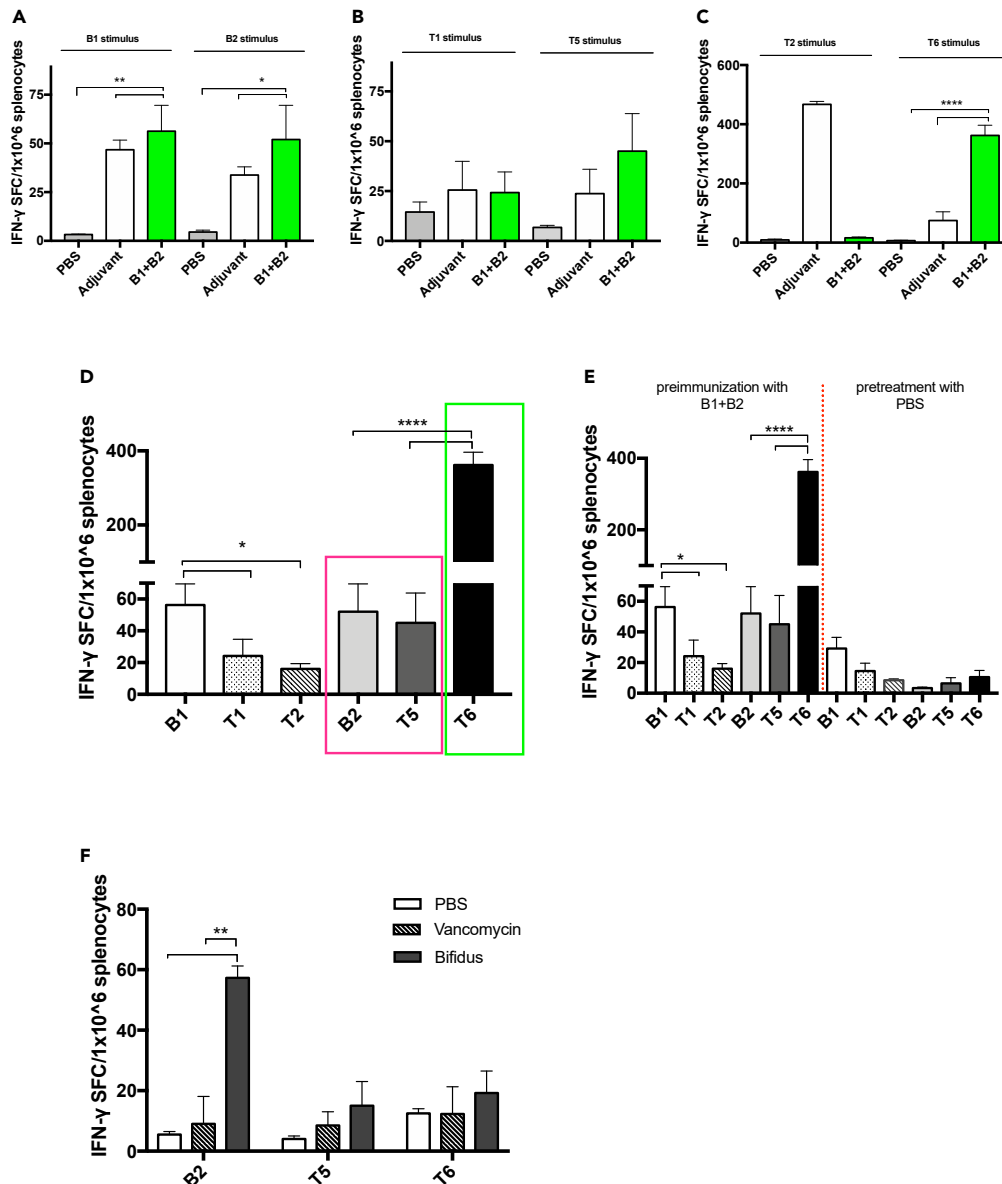 A
B1 stimulus
B2 stimulus
IFN-γ SFC/1x10^6 splenocytes
75
50
25
0
**
*
PBS
Adjuvant
B1+B2
PBS
Adjuvant
B1+B2
B
T1 stimulus
T5 stimulus
IFN-γ SFC/1x10^6 splenocytes
75
50
25
0
PBS
Adjuvant
B1+B2
PBS
Adjuvant
B1+B2
C
T2 stimulus
T6 stimulus
IFN-γ SFC/1x10^6 splenocytes
600
400
200
0
****
PBS
Adjuvant
B1+B2
PBS
Adjuvant
B1+B2
D
IFN-γ SFC/1x10^6 splenocytes
400
200
60
40
20
0
*
****
B1
T1
T2
B2
T5
T6
E
preimmunization with
B1+B2
pretreatment with
PBS
IFN-γ SFC/1x10^6 splenocytes
400
200
60
40
20
0
*
****
B1
T1
T2
B2
T5
T6
B1
T1
T2
B2
T5
T6
F
IFN-γ SFC/1x10^6 splenocytes
80
60
40
20
0
**
PBS
Vancomycin
Bifidus
B2
T5
T6